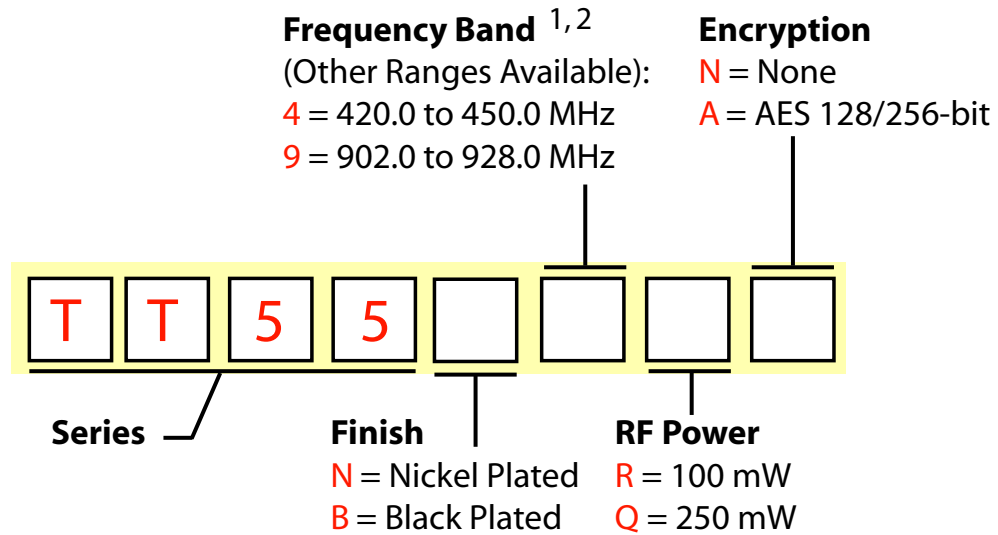 Frequency Band 1, 2
(Other Ranges Available):
4 = 420.0 to 450.0 MHz
9 = 902.0 to 928.0 MHz
Encryption
N = None
A = AES 128/256-bit
T T 5 5
Series
Finish
N = Nickel Plated
B = Black Plated
RF Power
R = 100 mW
Q = 250 mW